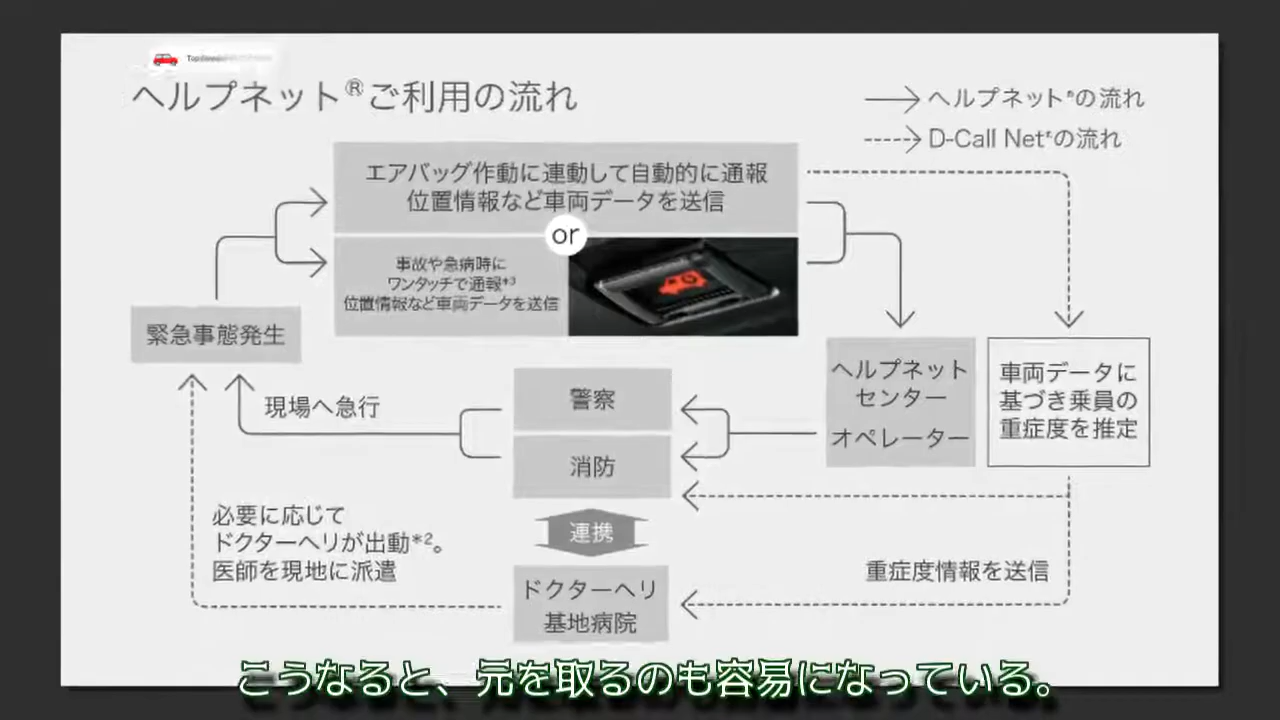 ヘルプネット®ご利用の流れ
→ヘルプネット®の流れ
D-Call Net®の流れ
エアバッグ作動に連動して自動的に通報
位置情報など車両データを送信
or
事故や急病時に
ワンタッチで通報*3
位置情報など車両データを送信
緊急事態発生
ヘルプネット
センター
オペレーター
車両データに
基づき乗員の
重症度を推定
警察
消防
現場へ急行
連携
必要に応じて
ドクターヘリが出動*2。
医師を現地に派遣
重症度情報を送信
ドクターヘリ
基地病院
こうなると、元を取るのも容易になっている。